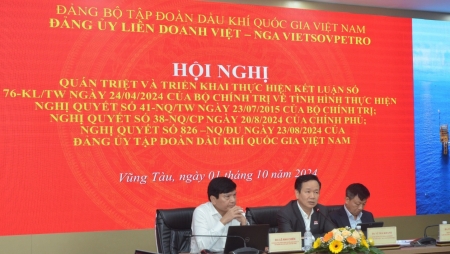 ĐẢNG BỘ TẬP ĐOÀN DẦU KHÍ QUỐC GIA VIỆT NAM
ĐẢNG ỦY LIÊN DOANH VIỆT - NGA VIETSOVPETRO
HỘI NGHỊ
QUÁN TRIỆT VÀ TRIỂN KHAI THỰC HIỆN KẾT LUẬN SỐ
76-KL/TW NGÀY 24/04/2024 CỦA BỘ CHÍNH TRỊ VỀ TÌNH HÌNH THỰC HIỆN
NGHỊ QUYẾT SỐ 41-NQ/TW NGÀY 23/07/2015 CỦA BỘ CHÍNH TRỊ;
NGHỊ QUYẾT SỐ 38-NQ/CP NGÀY 20/8/2024 CỦA CHÍNH PHỦ;
NGHỊ QUYẾT SỐ 826 -NQ/ĐU NGÀY 23/08/2024 CỦA
ĐẢNG ỦY TẬP ĐOÀN DẦU KHÍ QUỐC GIA VIỆT NAM
Vũng Tàu, ngày 01 tháng 10 năm 2024